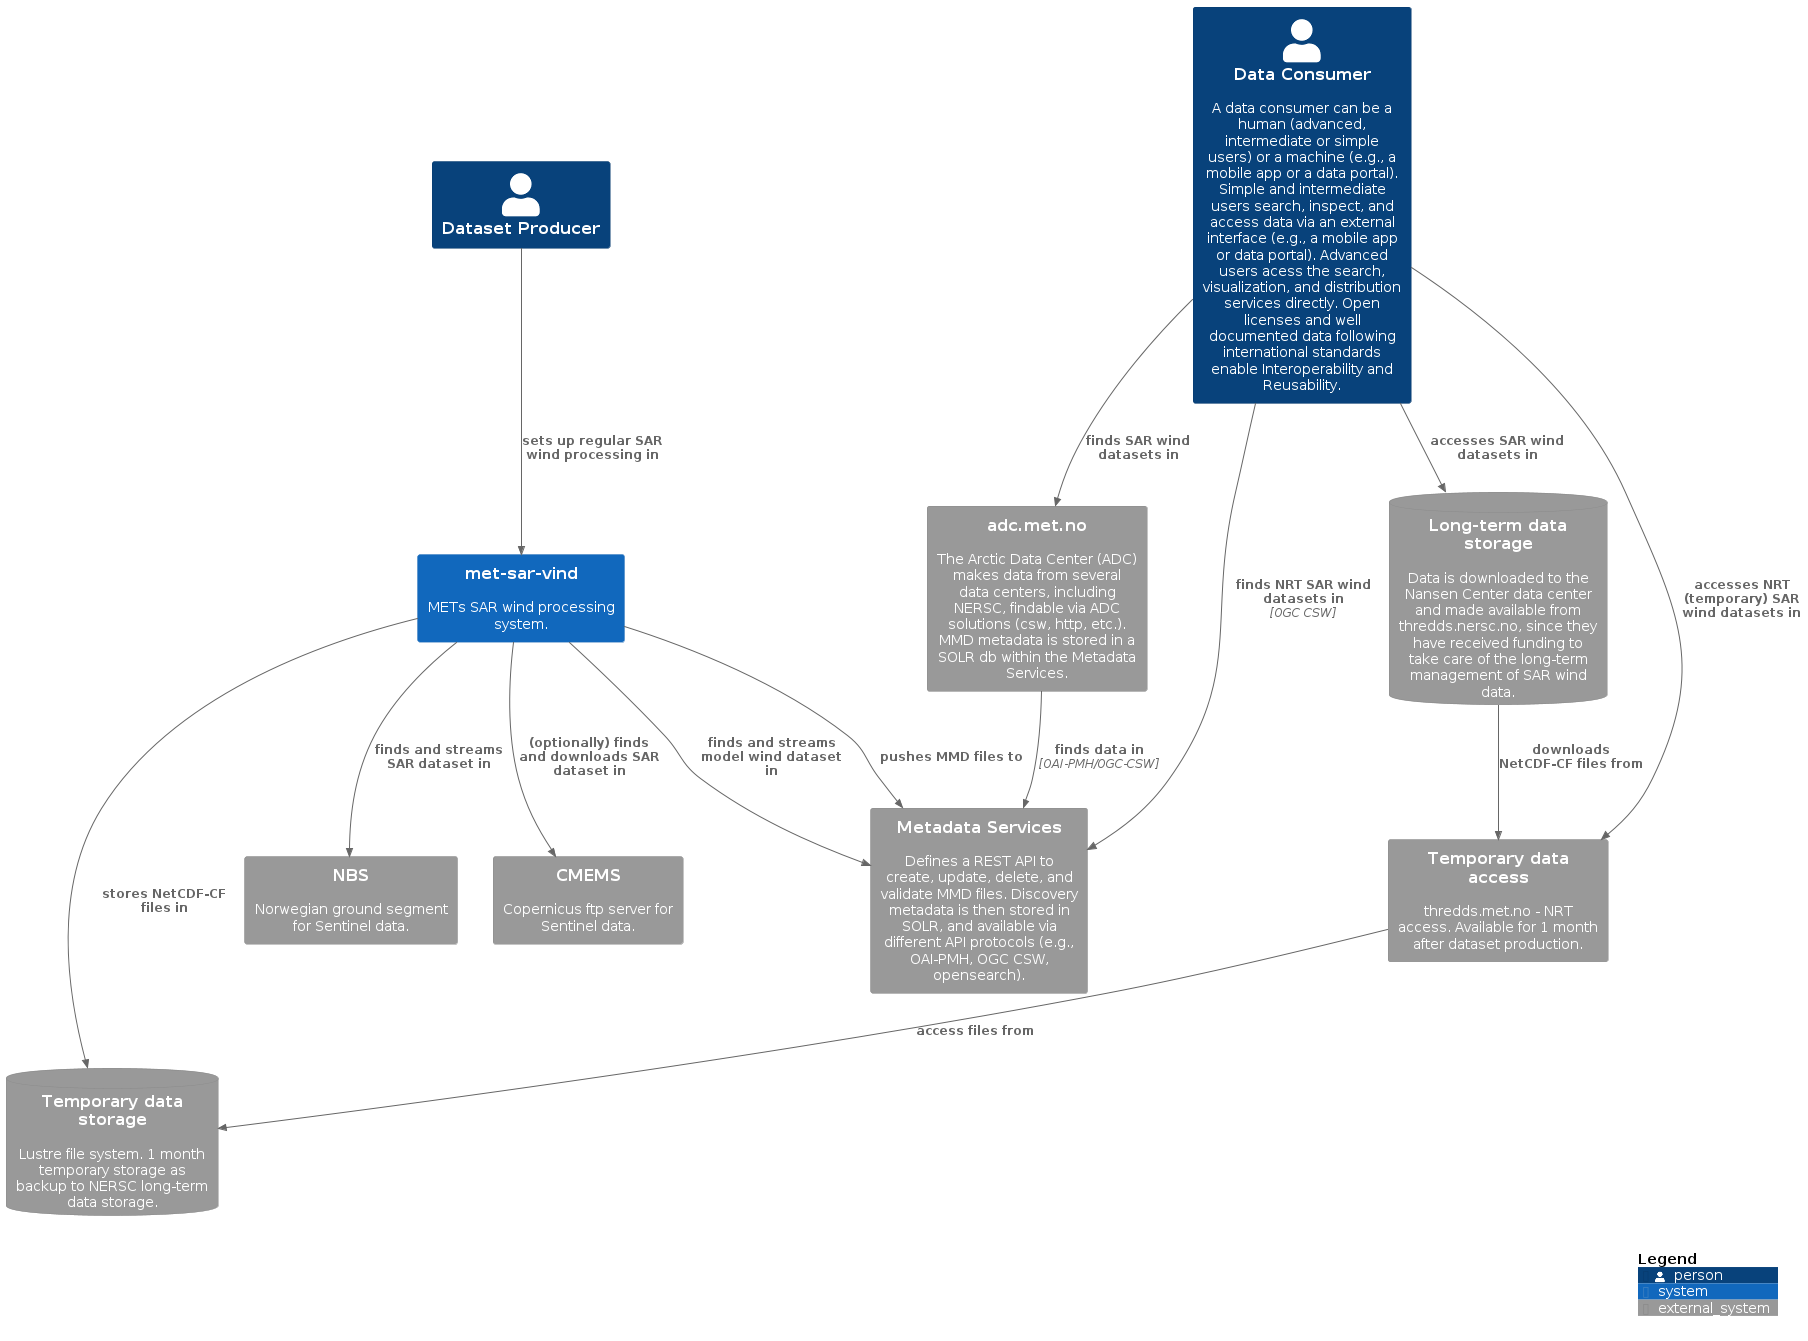 Data Consumer
A data consumer can be a
human (advanced,
intermediate or simple
users) or a machine (e.g., a
mobile app or a data portal).
Simple and intermediate
users search, inspect, and
access data via an external
interface (e.g., a mobile app
or data portal). Advanced
users acess the search,
visualization, and distribution
services directly. Open
licenses and well
documented data following
international standards
enable Interoperability and
Reusability.
Dataset Producer
sets up regular SAR
wind processing in
finds SAR wind
datasets in
accesses SAR wind
datasets in
finds NRT SAR wind
datasets in
[OGC CSW]
accesses NRT
(temporary) SAR
wind datasets in
met-sar-vind
METs SAR wind processing
system.
adc.met.no
The Arctic Data Center (ADC)
makes data from several
data centers, including
NERSC, findable via ADC
solutions (csw, http, etc.).
MMD metadata is stored in a
SOLR db within the Metadata
Services.
Long-term data
storage
Data is downloaded to the
Nansen Center data center
and made available from
thredds.nersc.no, since they
have received funding to
take care of the long-term
management of SAR wind
data.
finds and streams
SAR dataset in
(optionally) finds
and downloads SAR
dataset in
finds and streams
model wind dataset
in
pushes MMD files to
finds data in
[OAI-PMH/OGC-CSW]
downloads
NetCDF-CF files from
stores NetCDF-CF
files in
NBS
Norwegian ground segment
for Sentinel data.
CMEMS
Copernicus ftp server for
Sentinel data.
Metadata Services
Defines a REST API to
create, update, delete, and
validate MMD files. Discovery
metadata is then stored in
SOLR, and available via
different API protocols (e.g.,
OAI-PMH, OGC CSW,
opensearch).
Temporary data
access
thredds.met.no - NRT
access. Available for 1 month
after dataset production.
access files from
Temporary data
storage
Lustre file system. 1 month
temporary storage as
backup to NERSC long-term
data storage.
Legend
person
system
external_system